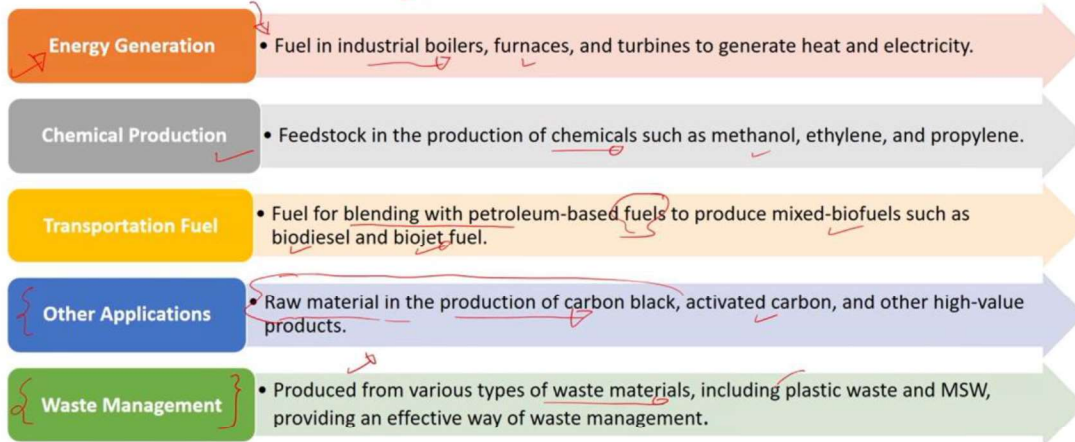 Energy Generation
• Fuel in industrial boilers, furnaces, and turbines to generate heat and electricity.
Chemical Production
• Feedstock in the production of chemicals such as methanol, ethylene, and propylene.
Transportation Fuel
• Fuel for blending with petroleum-based fuels to produce mixed-biofuels such as
biodiesel and biojet fuel.
Other Applications
• Raw material in the production of carbon black, activated carbon, and other high-value
products.
Waste Management
• Produced from various types of waste materials, including plastic waste and MSW,
providing an effective way of waste management.